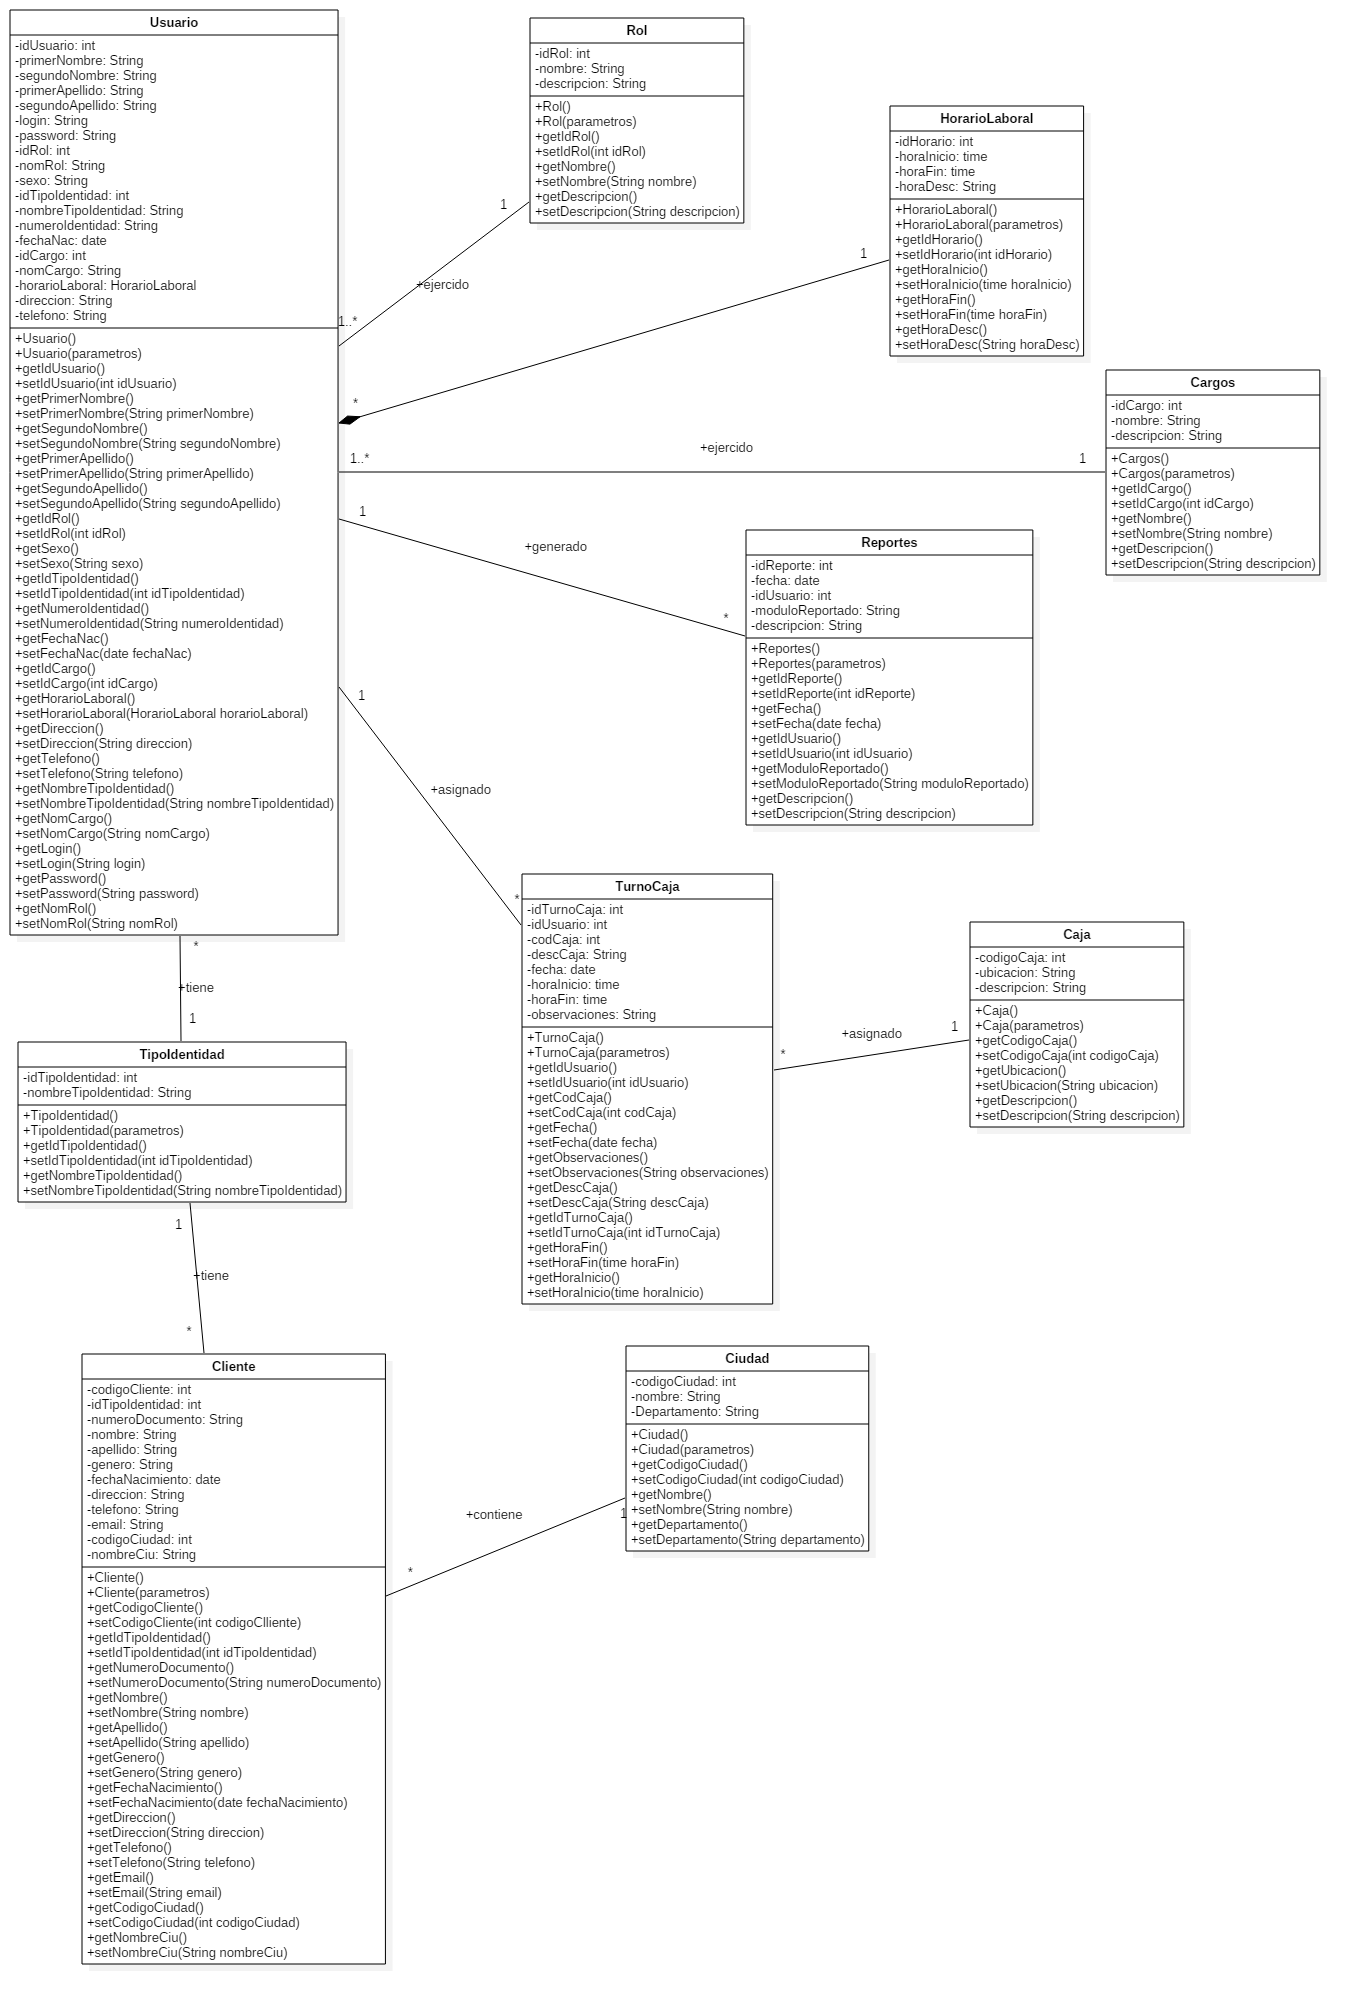 Usuario
-idUsuario: int
-primerNombre: String
-segundoNombre: String
-primerApellido: String
-segundoApellido: String
-login: String
-password: String
-idRol: int
-nomRol: String
-sexo: String
-idTipoIdentidad: int
-nombreTipoIdentidad: String
-numeroIdentidad: String
-fechaNac: date
-idCargo: int
-nomCargo: String
-horarioLaboral: HorarioLaboral
-direccion: String
-telefono: String
+Usuario()
+Usuario(parametros)
+getIdUsuario()
+setIdUsuario(int idUsuario)
+getPrimerNombre()
+setPrimerNombre(String primerNombre)
+getSegundoNombre()
+setSegundoNombre(String segundoNombre)
+getPrimerApellido()
+setPrimerApellido(String primerApellido)
+getSegundoApellido()
+setSegundoApellido(String segundoApellido)
+getIdRol()
+setIdRol(int idRol)
+getSexo()
+setSexo(String sexo)
+getIdTipoIdentidad()
+setIdTipoIdentidad(int idTipoIdentidad)
+getNumeroIdentidad()
+setNumeroIdentidad(String numeroIdentidad)
+getFechaNac()
+setFechaNac(date fechaNac)
+getIdCargo()
+setIdCargo(int idCargo)
+getHorarioLaboral()
+setHorarioLaboral(HorarioLaboral horarioLaboral)
+getDireccion()
+setDireccion(String direccion)
+getTelefono()
+setTelefono(String telefono)
+getNombreTipoIdentidad()
+setNombreTipoIdentidad(String nombreTipoIdentidad)
+getNomCargo()
+setNomCargo(String nomCargo)
+getLogin()
+setLogin(String login)
+getPassword()
+setPassword(String password)
+getNomRol()
+setNomRol(String nomRol)
Rol
-idRol: int
-nombre: String
-descripcion: String
+Rol()
+Rol(parametros)
+getIdRol()
+setIdRol(int idRol)
+getNombre()
+setNombre(String nombre)
+getDescripcion()
+setDescripcion(String descripcion)
1
+ejercido
1..*
HorarioLaboral
-idHorario: int
-horaInicio: time
-horaFin: time
-horaDesc: String
+HorarioLaboral()
+HorarioLaboral(parametros)
+getIdHorario()
+setIdHorario(int idHorario)
+getHoraInicio()
+setHoraInicio(time horaInicio)
+getHoraFin()
+setHoraFin(time horaFin)
+getHoraDesc()
+setHoraDesc(String horaDesc)
1
*
Cargos
-idCargo: int
-nombre: String
-descripcion: String
+Cargos()
+Cargos(parametros)
+getIdCargo()
+setIdCargo(int idCargo)
+getNombre()
+setNombre(String nombre)
+getDescripcion()
+setDescripcion(String descripcion)
1..*
+ejercido
1
1
+generado
*
Reportes
-idReporte: int
-fecha: date
-idUsuario: int
-moduloReportado: String
-descripcion: String
+Reportes()
+Reportes(parametros)
+getIdReporte()
+setIdReporte(int idReporte)
+getFecha()
+setFecha(date fecha)
+getIdUsuario()
+setIdUsuario(int idUsuario)
+getModuloReportado()
+setModuloReportado(String moduloReportado)
+getDescripcion()
+setDescripcion(String descripcion)
1
+asignado
*
TurnoCaja
-idTurnoCaja: int
-idUsuario: int
-codCaja: int
-descCaja: String
-fecha: date
-horaInicio: time
-horaFin: time
-observaciones: String
+TurnoCaja()
+TurnoCaja(parametros)
+getIdUsuario()
+setIdUsuario(int idUsuario)
+getCodCaja()
+setCodCaja(int codCaja)
+getFecha()
+setFecha(date fecha)
+getObservaciones()
+setObservaciones(String observaciones)
+getDescCaja()
+setDescCaja(String descCaja)
+getIdTurnoCaja()
+setIdTurnoCaja(int idTurnoCaja)
+getHoraFin()
+setHoraFin(time horaFin)
+getHoraInicio()
+setHoraInicio(time horaInicio)
*
+asignado
1
Caja
-codigoCaja: int
-ubicacion: String
-descripcion: String
+Caja()
+Caja(parametros)
+getCodigoCaja()
+setCodigoCaja(int codigoCaja)
+getUbicacion()
+setUbicacion(String ubicacion)
+getDescripcion()
+setDescripcion(String descripcion)
*
+tiene
1
TipoIdentidad
-idTipoIdentidad: int
-nombreTipoIdentidad: String
+TipoIdentidad()
+TipoIdentidad(parametros)
+getIdTipoIdentidad()
+setIdTipoIdentidad(int idTipoIdentidad)
+getNombreTipoIdentidad()
+setNombreTipoIdentidad(String nombreTipoIdentidad)
1
+tiene
*
Cliente
-codigoCliente: int
-idTipoIdentidad: int
-numeroDocumento: String
-nombre: String
-apellido: String
-genero: String
-fechaNacimiento: date
-direccion: String
-telefono: String
-email: String
-codigoCiudad: int
-nombreCiu: String
+Cliente()
+Cliente(parametros)
+getCodigoCliente()
+setCodigoCliente(int codigoClliente)
+getIdTipoIdentidad()
+setIdTipoIdentidad(int idTipoIdentidad)
+getNumeroDocumento()
+setNumeroDocumento(String numeroDocumento)
+getNombre()
+setNombre(String nombre)
+getApellido()
+setApellido(String apellido)
+getGenero()
+setGenero(String genero)
+getFechaNacimiento()
+setFechaNacimiento(date fechaNacimiento)
+getDireccion()
+setDireccion(String direccion)
+getTelefono()
+setTelefono(String telefono)
+getEmail()
+setEmail(String email)
+getCodigoCiudad()
+setCodigoCiudad(int codigoCiudad)
+getNombreCiu()
+setNombreCiu(String nombreCiu)
*
+contiene
1
Ciudad
-codigoCiudad: int
-nombre: String
-Departamento: String
+Ciudad()
+Ciudad(parametros)
+getCodigoCiudad()
+setCodigoCiudad(int codigoCiudad)
+getNombre()
+setNombre(String nombre)
+getDepartamento()
+setDepartamento(String departamento)